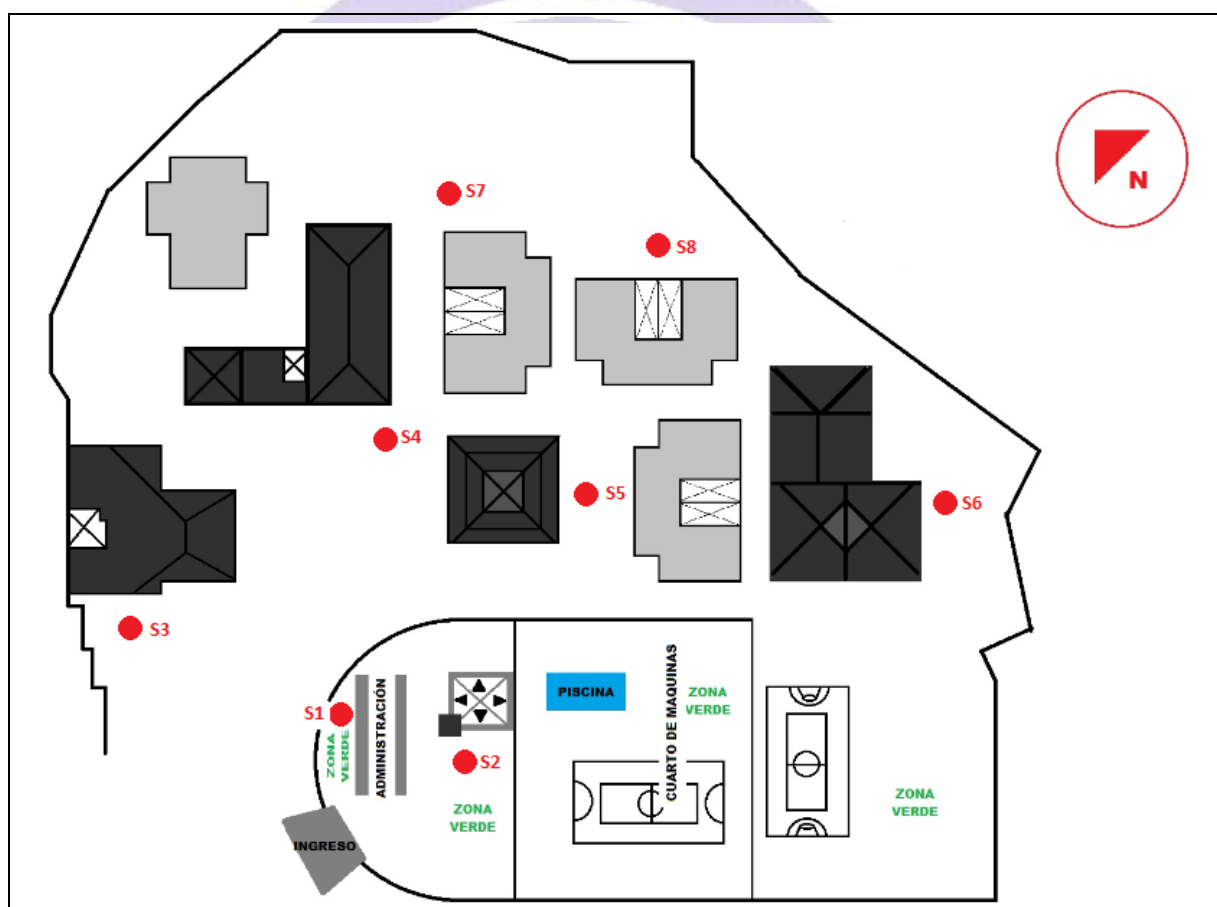 N
S7
S8
S4
S5
S6
S3
S1
ZONA
VERDE
ADMINISTRACIÓN
S2
ZONA
VERDE
INGRESO
PISCINA
CUARTO DE MAQUINAS
ZONA
VERDE
ZONA
VERDE